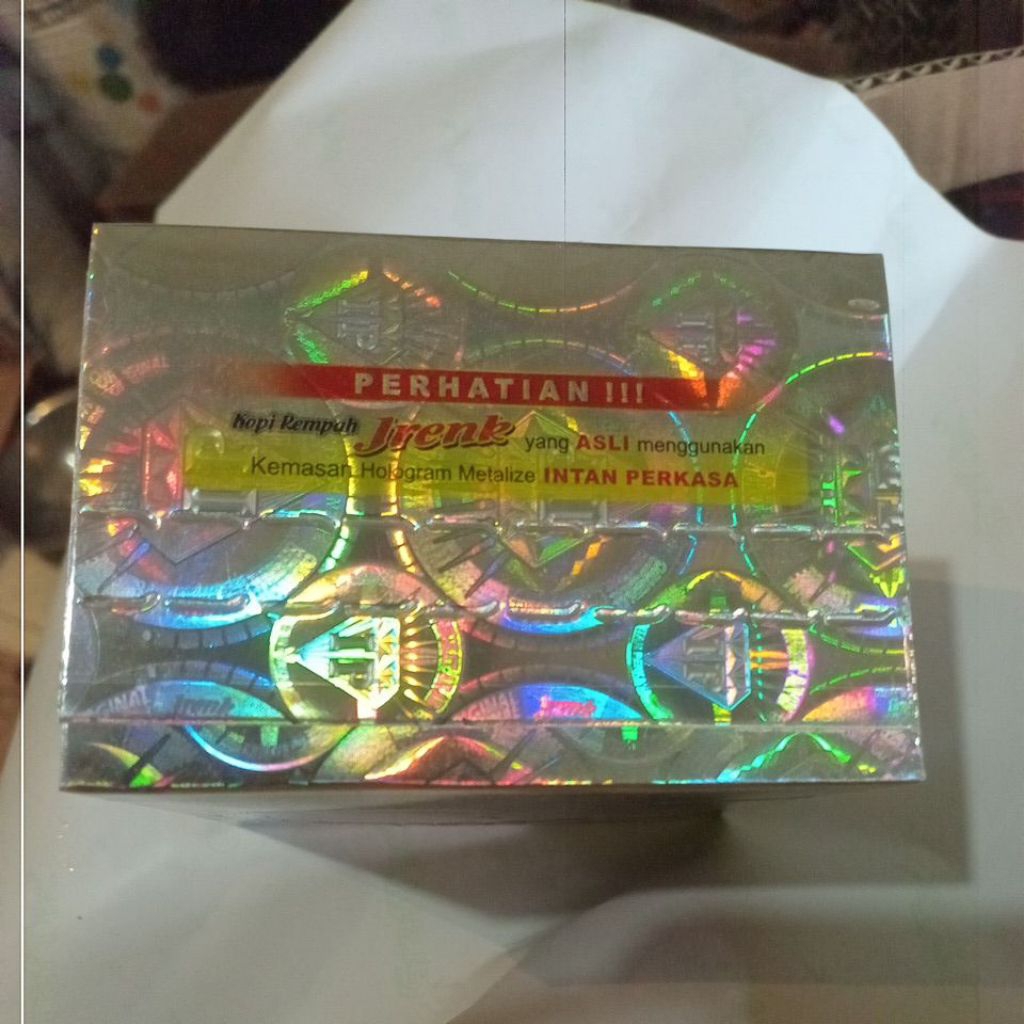 PERHATIAN !!!
Kopi Rempah Jrenk yang ASLI menggunakan
Kemasan Hologram Metalize INTAN PERKASA